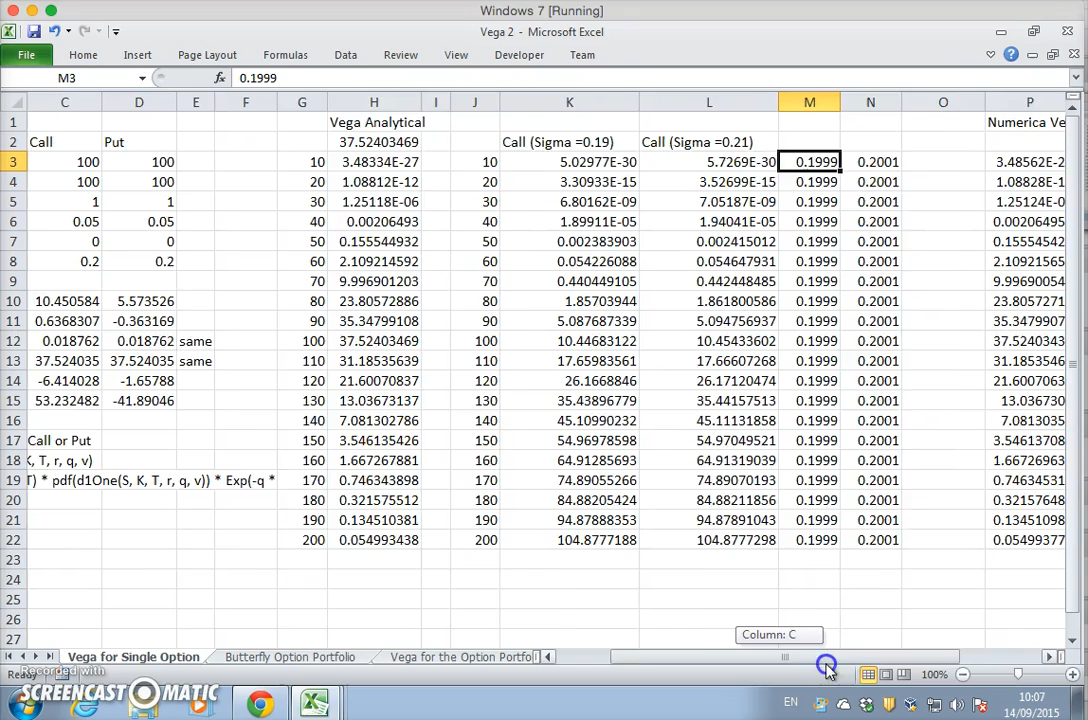 Windows 7 [Running]
Vega 2 - Microsoft Excel
File Home Insert Page Layout Formulas Data Review View Developer Team
M3 fx 0.1999
C D E F G H I J K L M N O P
1 Vega Analytical Numerica Ve
2 Call Put 37.52403469 Call (Sigma =0.19) Call (Sigma =0.21)
3 100 100 10 3.48334E-27 10 5.02977E-30 5.7269E-30 0.1999 0.2001 3.48562E-2
4 100 100 20 1.08812E-12 20 3.30933E-15 3.52699E-15 0.1999 0.2001 1.08828E-1
5 1 1 30 1.25118E-06 30 6.80162E-09 7.05187E-09 0.1999 0.2001 1.25124E-0
6 0.05 0.05 40 0.00206493 40 1.89911E-05 1.94041E-05 0.1999 0.2001 0.00206495
7 0 0 50 0.155544932 50 0.002383903 0.002415012 0.1999 0.2001 0.15554542
8 0.2 0.2 60 2.109214592 60 0.054226088 0.054647931 0.1999 0.2001 2.10921565
9 70 9.996901203 70 0.440449105 0.442448485 0.1999 0.2001 9.99690054
10 10.450584 5.573526 80 23.80572886 80 1.85703944 1.861800586 0.1999 0.2001 23.8057271
11 0.6368307 -0.363169 90 35.34799108 90 5.087687339 5.094756937 0.1999 0.2001 35.3479907
12 0.018762 0.018762 same 100 37.52403469 100 10.44683122 10.45433602 0.1999 0.2001 37.5240343
13 37.524035 37.524035 same 110 31.18535639 110 17.65983561 17.66607268 0.1999 0.2001 31.1853546
14 -6.414028 -1.65788 120 21.60070837 120 26.1668846 26.17120474 0.1999 0.2001 21.6007063
15 53.232482 -41.89046 130 13.03673137 130 35.43896779 35.44157513 0.1999 0.2001 13.036730
16 140 7.081302786 140 45.10990232 45.11131858 0.1999 0.2001 7.0813035
17 Call or Put 150 3.546135426 150 54.96978598 54.97049521 0.1999 0.2001 3.54613708
18 K, T, r, q, v) 160 1.667267881 160 64.91285693 64.91319039 0.1999 0.2001 1.66726963
19 T) * pdf(d1One(S, K, T, r, q, v)) * Exp(-q * 170 0.746343898 170 74.89055266 74.89070193 0.1999 0.2001 0.74634531
20 180 0.321575512 180 84.88205424 84.88211856 0.1999 0.2001 0.32157648
21 190 0.134510381 190 94.87888353 94.87891043 0.1999 0.2001 0.13451098
22 200 0.054993438 200 104.8777188 104.8777298 0.1999 0.2001 0.05499377
23
24
25
26
27
Column: C
Vega for Single Option Butterfly Option Portfolio Vega for the Option Portfo
Ready 100%
Recorded with
SCREENCAST MATIC
EN
10:07
14/09/2015